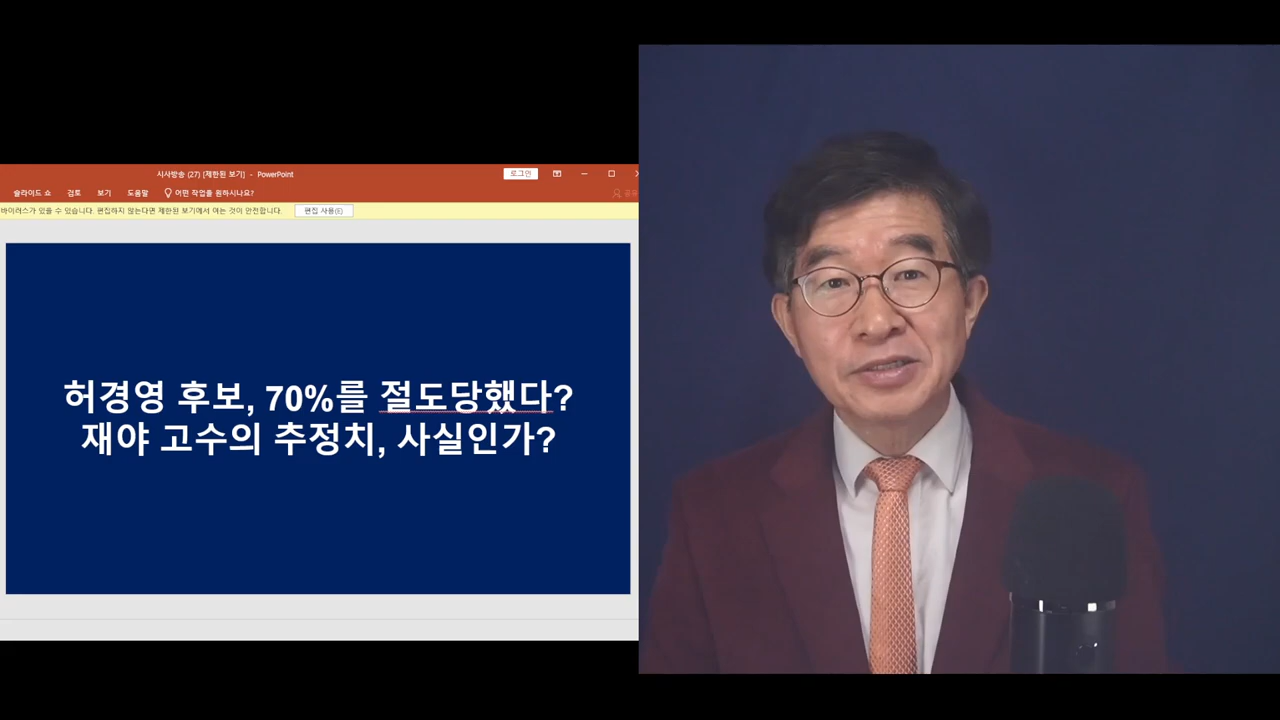 시사방송 (27) [제한된 보기] - PowerPoint
로그인
슬라이드 쇼 검토 보기 도움말 어떤 작업을 원하시나요?
바이러스가 있을 수 있습니다. 편집하지 않는다면 제한된 보기에서 여는 것이 안전합니다. 편집 사용(E)
허경영 후보, 70%를 절도당했다?
재야 고수의 추정치, 사실인가?